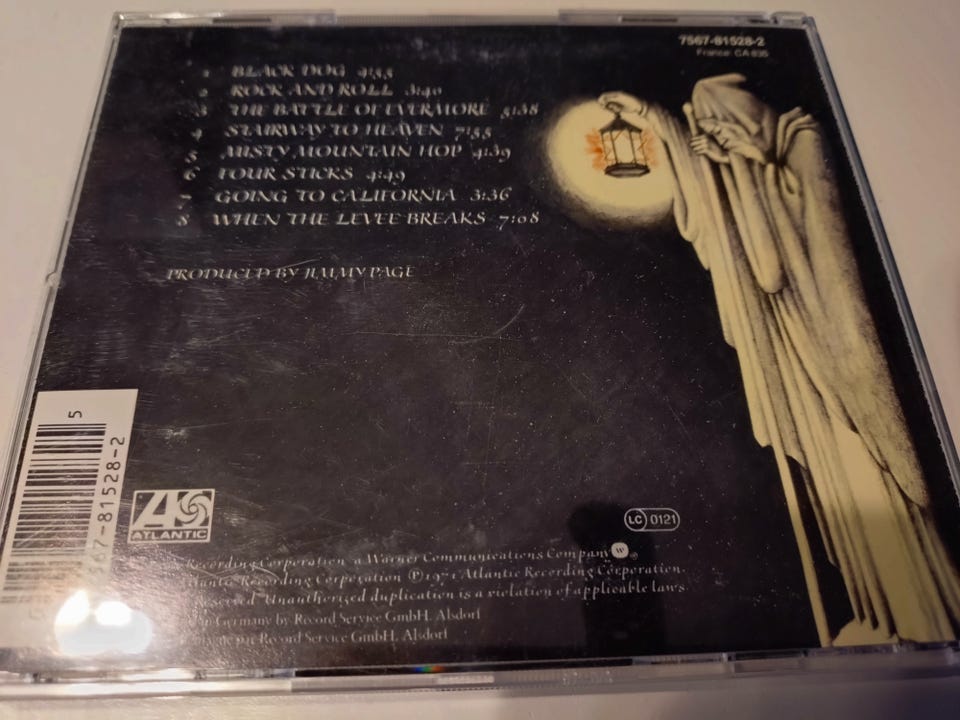 7567-81528-2
France: CA 835
1 BLACK DOG 4:55
2 ROCK AND ROLL 3:40
3 THE BATTLE OF EVERMORE 5:38
4 STAIRWAY TO HEAVEN 7:55
5 MISTY MOUNTAIN HOP 4:39
6 FOUR STICKS 4:49
7 GOING TO CALIFORNIA 3:36
8 WHEN THE LEVEE BREAKS 7:08
PRODUCED BY JIMMY PAGE
5
67-81528-2
ATLANTIC
LC 0121
Recording Corporation a Warner Communications Company W
Recording Corporation ℗ 1971 Atlantic Recording Corporation.
Reserved. Unauthorized duplication is a violation of applicable laws
Germany by Record Service GmbH. Alsdorf
Record Service GmbH. Alsdorf